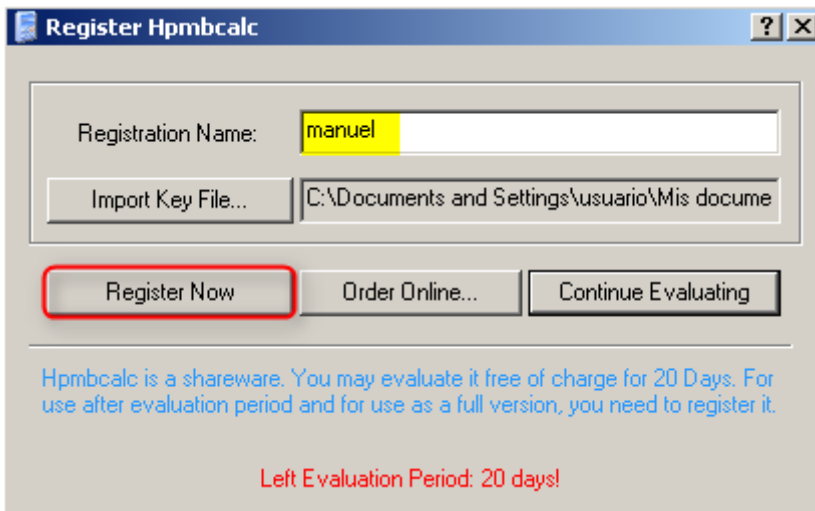 Register Hpmbcalc
Registration Name: manuel
Import Key File... C:\Documents and Settings\usuario\Mis docume
Register Now Order Online... Continue Evaluating
Hpmbcalc is a shareware. You may evaluate it free of charge for 20 Days. For
use after evaluation period and for use as a full version, you need to register it.
Left Evaluation Period: 20 days!